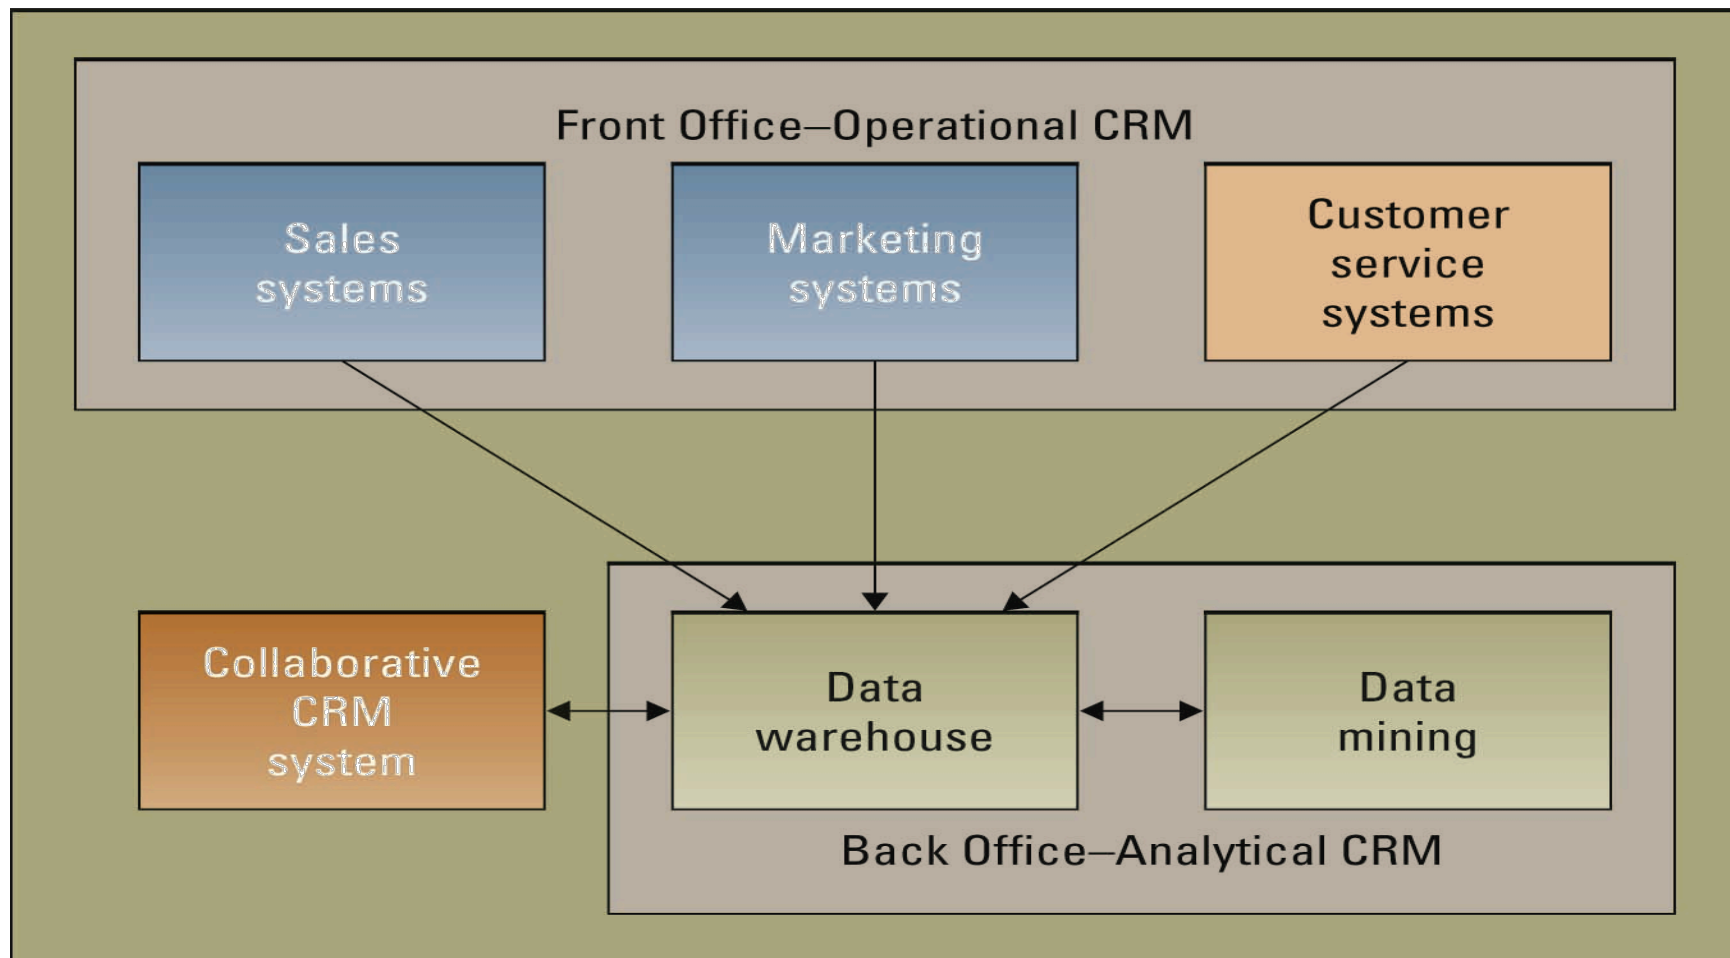 Front Office–Operational CRM
Sales
systems
Marketing
systems
Customer
service
systems
Collaborative
CRM
system
Data
warehouse
Data
mining
Back Office–Analytical CRM